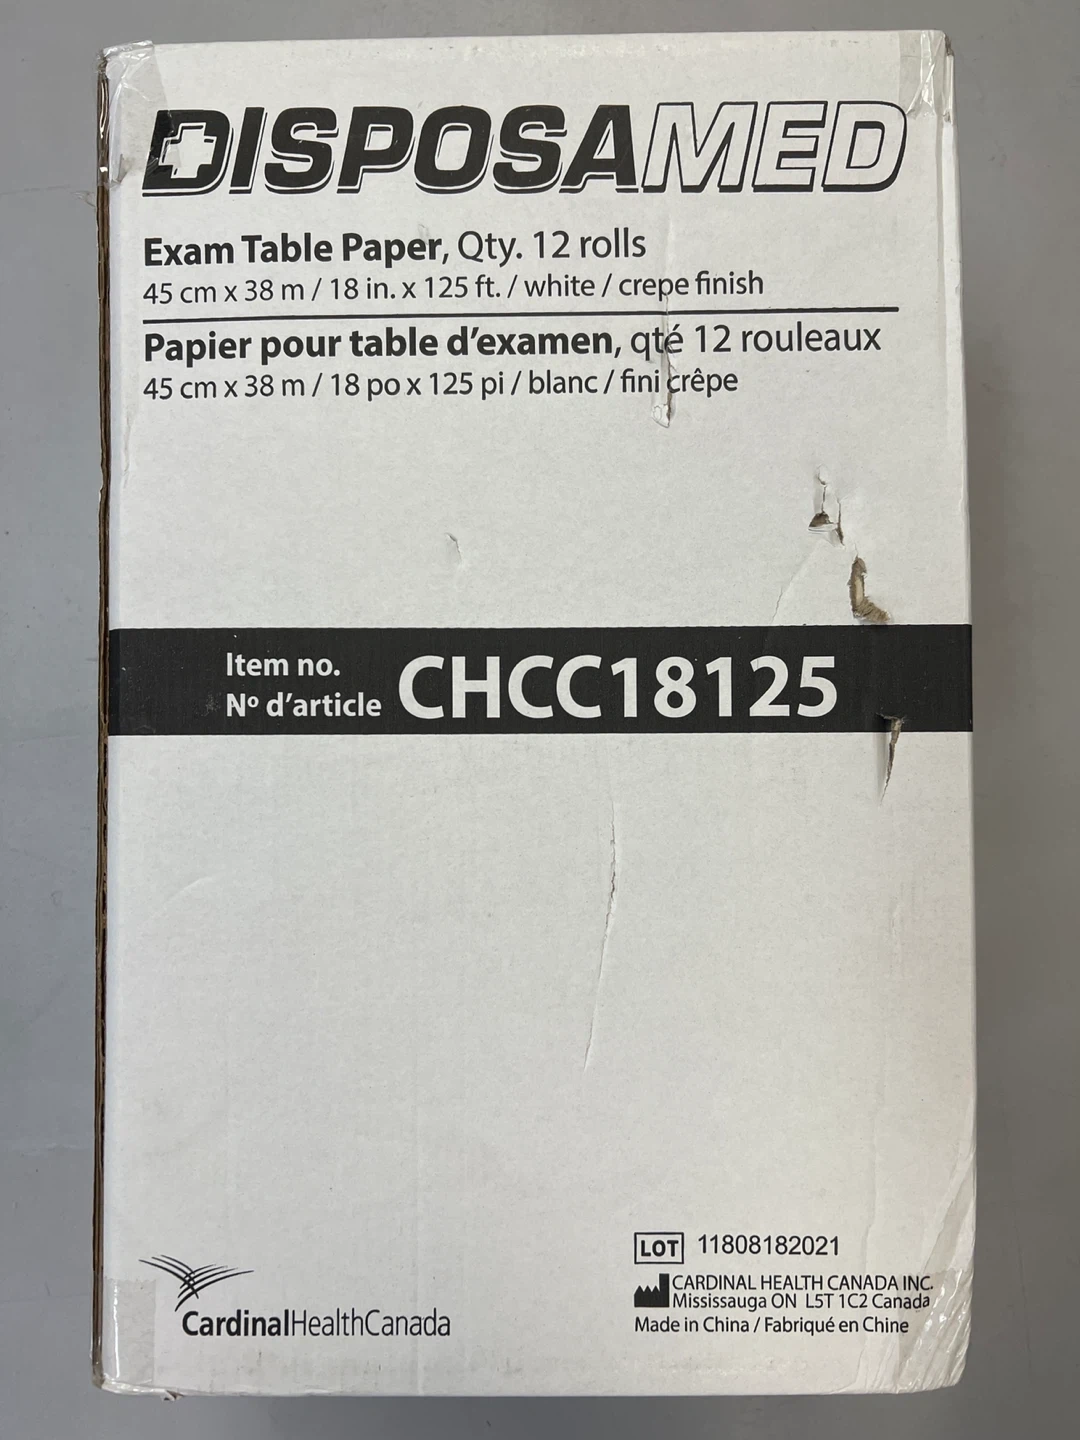 DISPOSAMED
Exam Table Paper, Qty. 12 rolls
45 cm x 38 m / 18 in. x 125 ft. / white / crepe finish
Papier pour table d’examen, qté 12 rouleaux
45 cm x 38 m / 18 po x 125 pi / blanc / fini crêpe
Item no.
Nº d’article CHCC18125
LOT 11808182021
CARDINAL HEALTH CANADA INC.
Mississauga ON L5T 1C2 Canada
Made in China / Fabriqué en Chine
CardinalHealthCanada